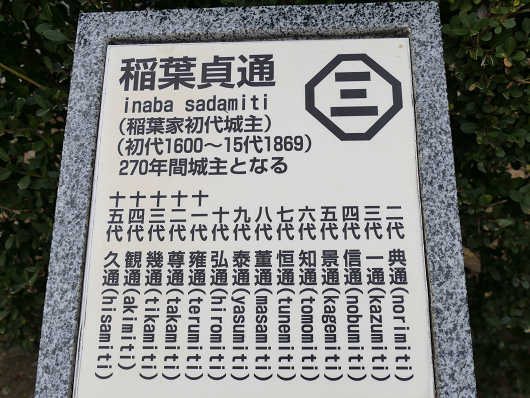 稲葉貞通
inaba sadamiti
(稲葉家初代城主)
(初代1600〜15代1869)
270年間城主となる
二代 典通(norimiti)
三代 一通(kazumiti)
四代 信通(nobumiti)
五代 景通(kagemiti)
六代 知通(tomomiti)
七代 恒通(tunemiti)
八代 董通(masamiti)
九代 泰通(yasumiti)
十代 弘通(hiromiti)
十一代 雍通(terumiti)
十二代 尊通(takamiti)
十三代 幾通(tikamiti)
十四代 観通(akimiti)
十五代 久通(hisamiti)